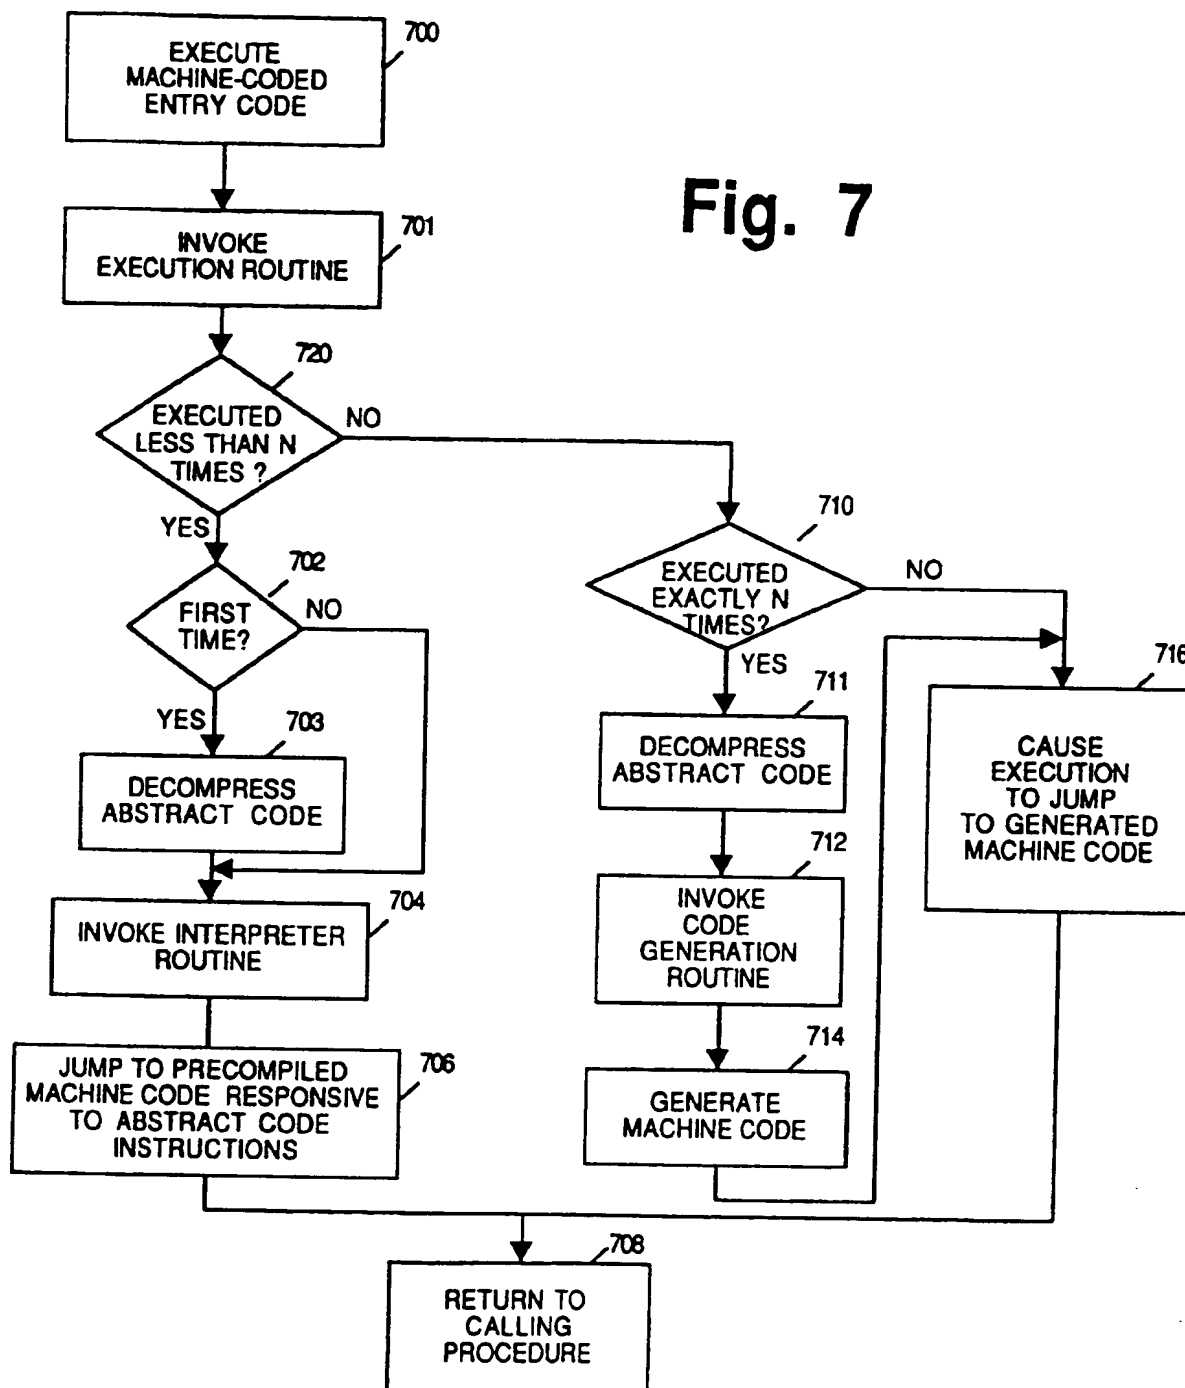 700
EXECUTE
MACHINE-CODED
ENTRY CODE
Fig. 7
701
INVOKE
EXECUTION ROUTINE
720
EXECUTED
LESS THAN N
TIMES ?
NO
YES
702
FIRST
TIME?
NO
YES
703
DECOMPRESS
ABSTRACT CODE
704
INVOKE INTERPRETER
ROUTINE
706
JUMP TO PRECOMPILED
MACHINE CODE RESPONSIVE
TO ABSTRACT CODE
INSTRUCTIONS
710
EXECUTED
EXACTLY N
TIMES?
NO
YES
711
DECOMPRESS
ABSTRACT CODE
712
INVOKE
CODE
GENERATION
ROUTINE
714
GENERATE
MACHINE CODE
716
CAUSE
EXECUTION
TO JUMP
TO GENERATED
MACHINE CODE
708
RETURN TO
CALLING
PROCEDURE